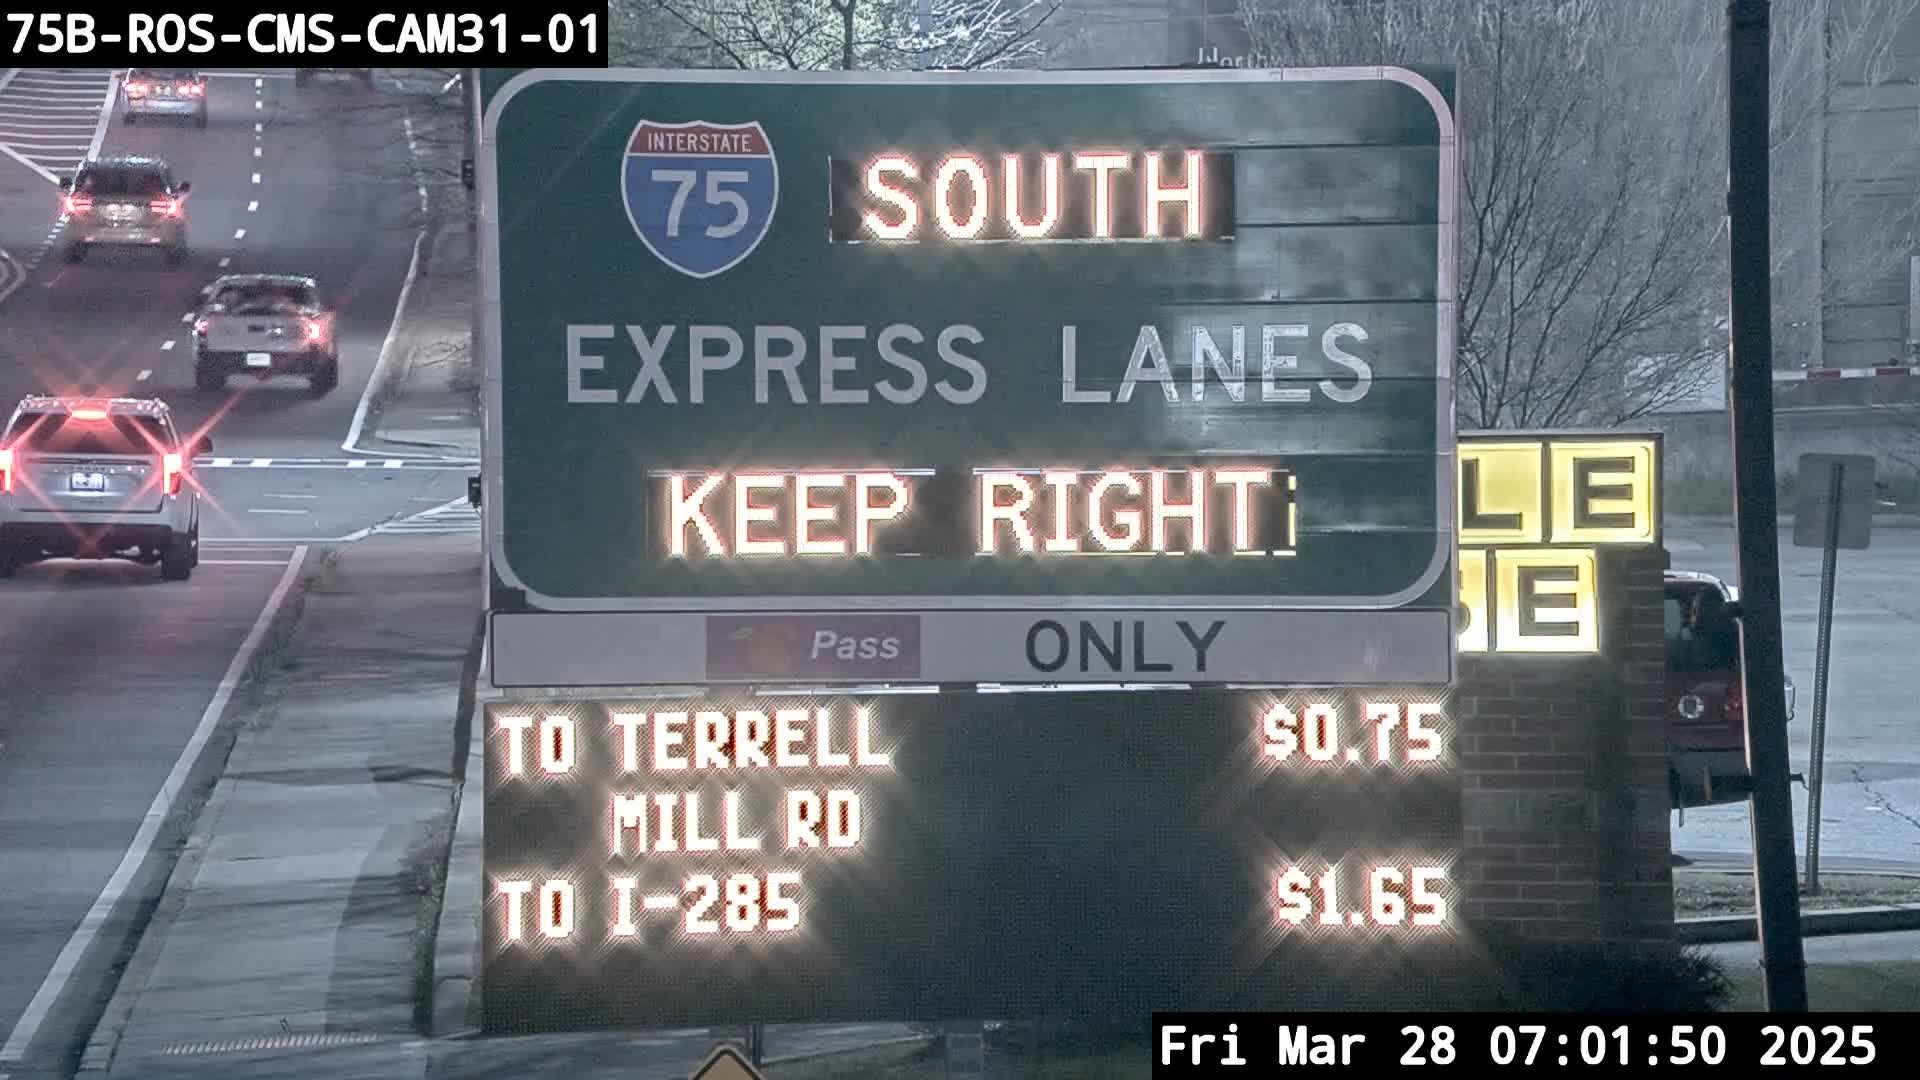 75B-ROS-CMS-CAM31-01
INTERSTATE
75
SOUTH
EXPRESS LANES
KEEP RIGHT
Pass ONLY
TO TERRELL $0.75
MILL RD
TO I-285 $1.65
LE
E
Fri Mar 28 07:01:50 2025